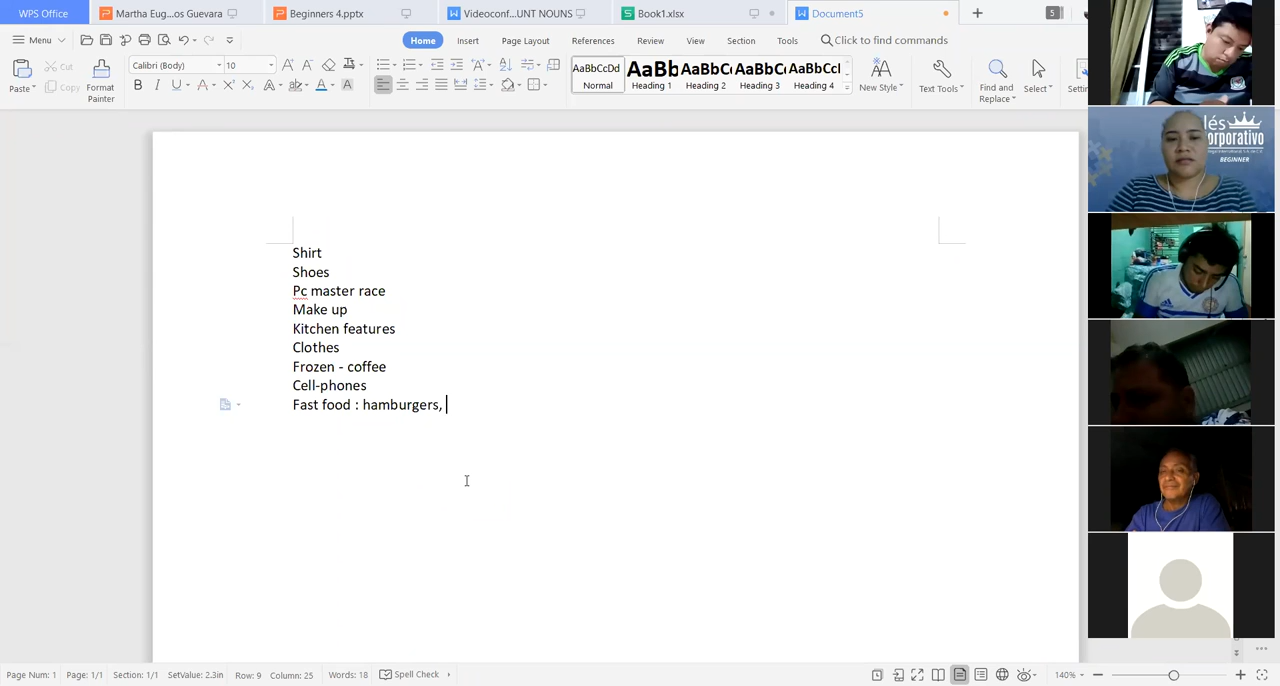 WPS Office
Martha Eug...os Guevara
Beginners 4.pptx
Videoconf...UNT NOUNS
Book1.xlsx
Document5
5
Menu
Home
Insert
Page Layout
References
Review
View
Section
Tools
Click to find commands
Paste
Cut
Copy
Format Painter
Calibri (Body)
10
AaBbCcDd
Normal
AaBb
Heading 1
AaBbC
Heading 2
AaBbC
Heading 3
AaBbCcl
Heading 4
New Style
Text Tools
Find and Replace
Select
Shirt
Shoes
Pc master race
Make up
Kitchen features
Clothes
Frozen - coffee
Cell-phones
Fast food : hamburgers,
BEGINNER
Page Num: 1
Page: 1/1
Section: 1/1
SetValue: 2.3in
Row: 9
Column: 25
Words: 18
Spell Check
140%